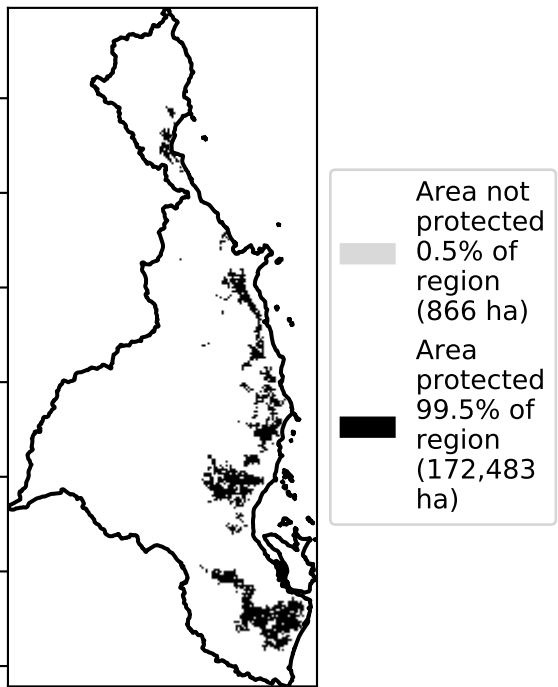 Area not
protected
0.5% of
region
(866 ha)
Area
protected
99.5% of
region
(172,483
ha)